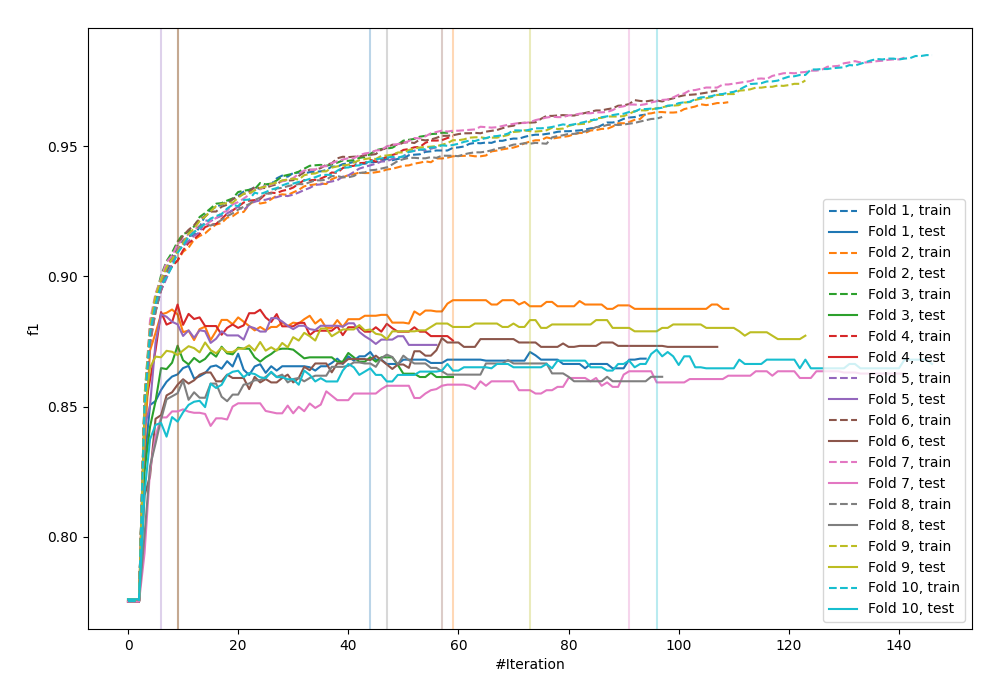 0.95
0.90
0.85
0.80
f1
0
20
40
60
80
100
120
140
#Iteration
Fold 1, train
Fold 1, test
Fold 2, train
Fold 2, test
Fold 3, train
Fold 3, test
Fold 4, train
Fold 4, test
Fold 5, train
Fold 5, test
Fold 6, train
Fold 6, test
Fold 7, train
Fold 7, test
Fold 8, train
Fold 8, test
Fold 9, train
Fold 9, test
Fold 10, train
Fold 10, test